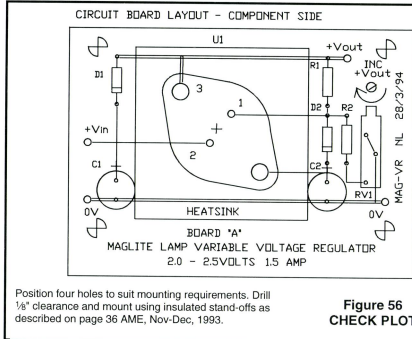 CIRCUIT BOARD LAYOUT - COMPONENT SIDE
U1
+Vout
D1
R1
INC
+Vout
3
1
D2
R2
+Vin
2
C1
C2
RV1
0V
HEATSINK
0V
MAG-VR NL 28/3/94
BOARD "A"
MAGLITE LAMP VARIABLE VOLTAGE REGULATOR
2.0 - 2.5VOLTS 1.5 AMP
Position four holes to suit mounting requirements. Drill
1/8" clearance and mount using insulated stand-offs as
described on page 36 AME, Nov-Dec, 1993.
Figure 56
CHECK PLOT